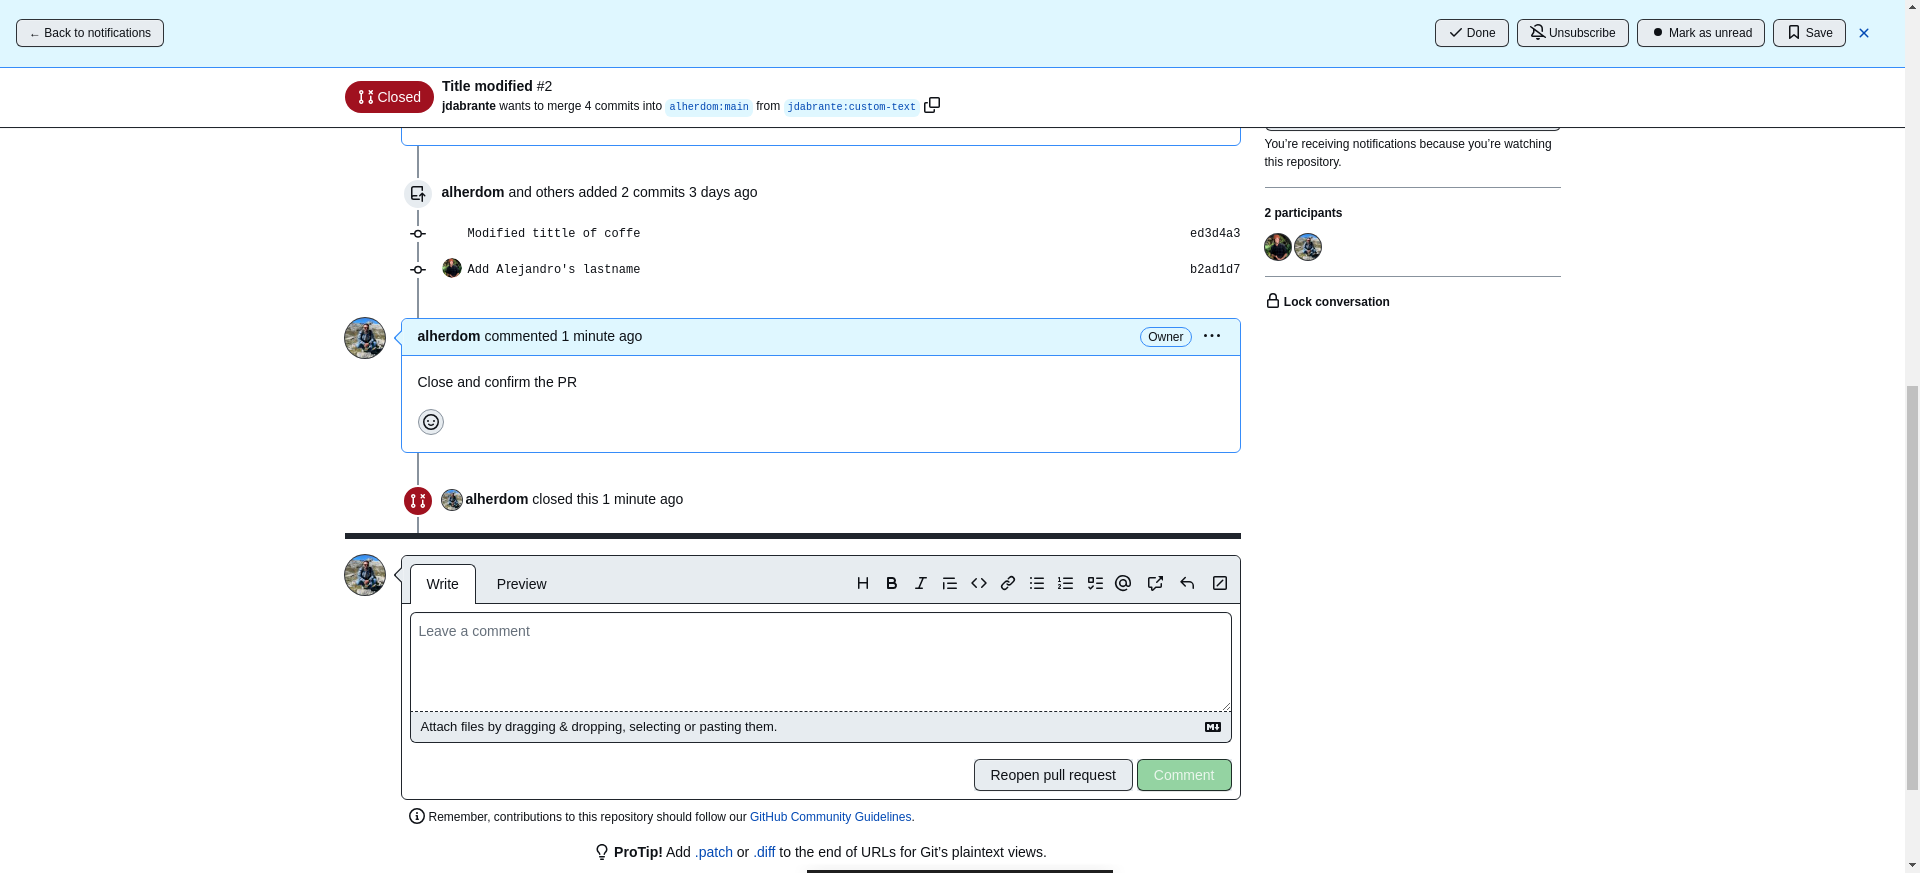 ← Back to notifications
Done
Unsubscribe
Mark as unread
Save
Closed
Title modified #2
jdabrante wants to merge 4 commits into alherdom:main from jdabrante:custom-text
You’re receiving notifications because you’re watching
this repository.
alherdom and others added 2 commits 3 days ago
Modified tittle of coffe ed3d4a3
Add Alejandro's lastname b2ad1d7
2 participants
Lock conversation
alherdom commented 1 minute ago
Owner
Close and confirm the PR
alherdom closed this 1 minute ago
Write
Preview
Leave a comment
Attach files by dragging & dropping, selecting or pasting them.
Reopen pull request
Comment
Remember, contributions to this repository should follow our GitHub Community Guidelines.
ProTip! Add .patch or .diff to the end of URLs for Git’s plaintext views.